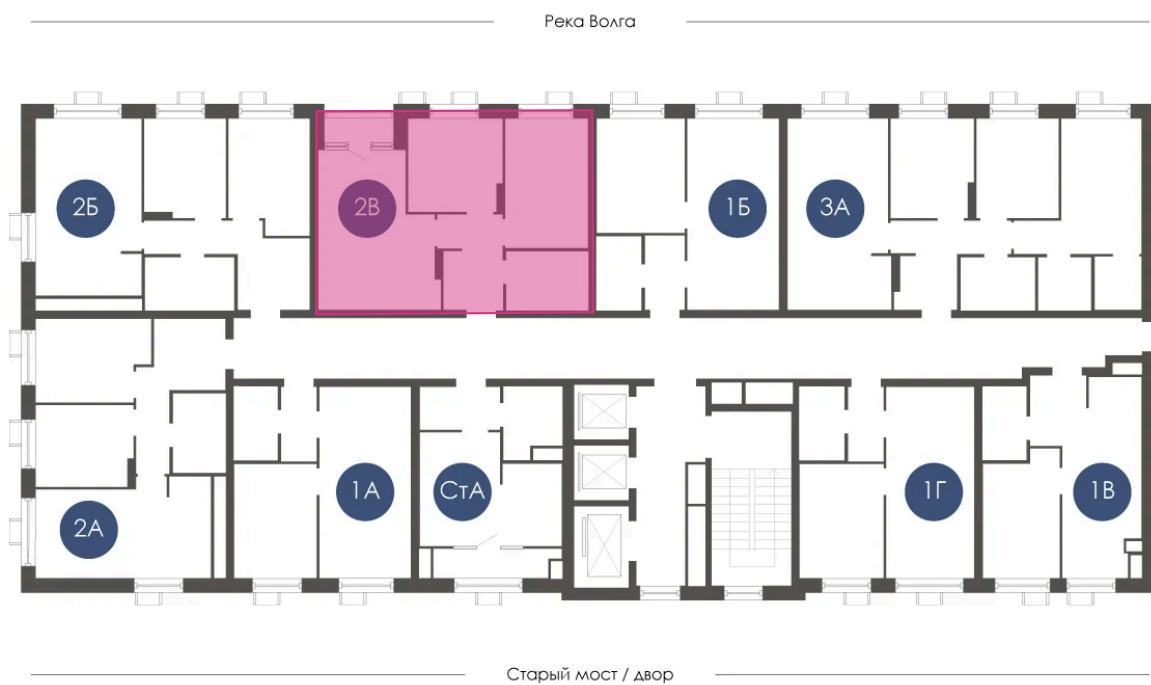 Река Волга
2Б
2В
1Б
3А
2А
1А
СтА
1Г
1В
Старый мост / двор